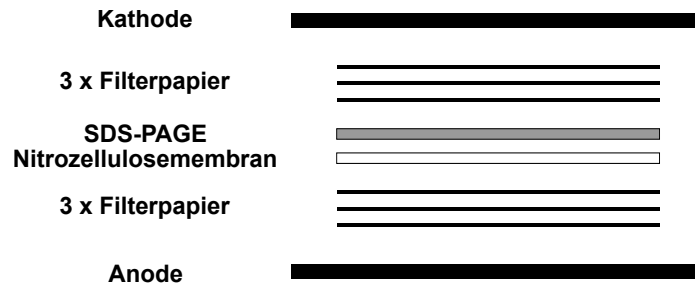 Kathode
3 x Filterpapier
SDS-PAGE
Nitrozellulosemembran
3 x Filterpapier
Anode